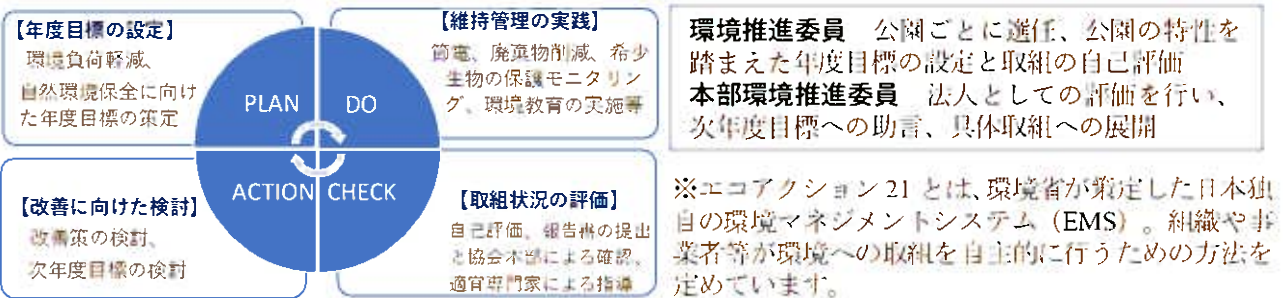 【年度目標の設定】
環境負荷軽減、
自然環境保全に向け
た年度目標の策定
【維持管理の実践】
節電、廃棄物削減、希少
生物の保護モニタリン
グ、環境教育の実施等
PLAN
DO
ACTION
CHECK
【改善に向けた検討】
改善策の検討、
次年度目標の検討
【取組状況の評価】
自己評価、報告書の提出
と協会本部による確認、
適宜専門家による指導
環境推進委員　公園ごとに選任、公園の特性を
踏まえた年度目標の設定と取組の自己評価
本部環境推進委員　法人としての評価を行い、
次年度目標への助言、具体取組への展開
※エコアクション 21 とは、環境省が策定した日本独
自の環境マネジメントシステム（EMS）。組織や事
業者等が環境への取組を自主的に行うための方法を
定めています。